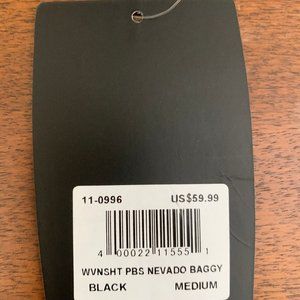 11-0996 US$59.99
4 00022 11555 1
WVNSHT PBS NEVADO BAGGY
BLACK MEDIUM